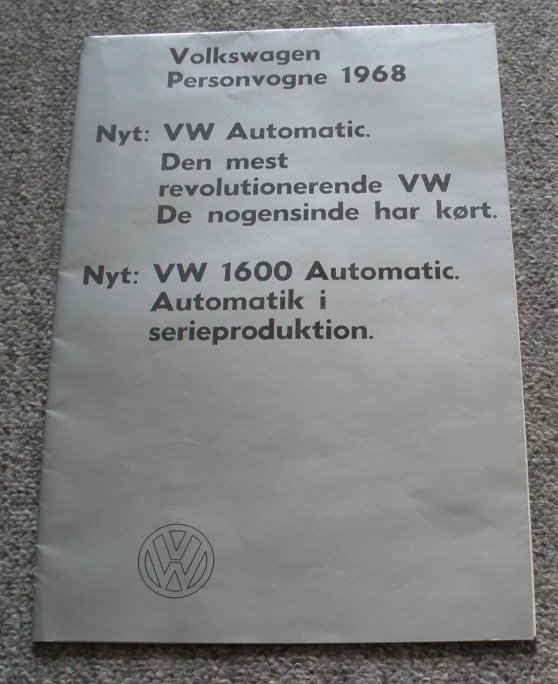 Volkswagen
Personvogne 1968
Nyt: VW Automatic.
Den mest
revolutionerende VW
De nogensinde har kørt.
Nyt: VW 1600 Automatic.
Automatik i
serieproduktion.
VW